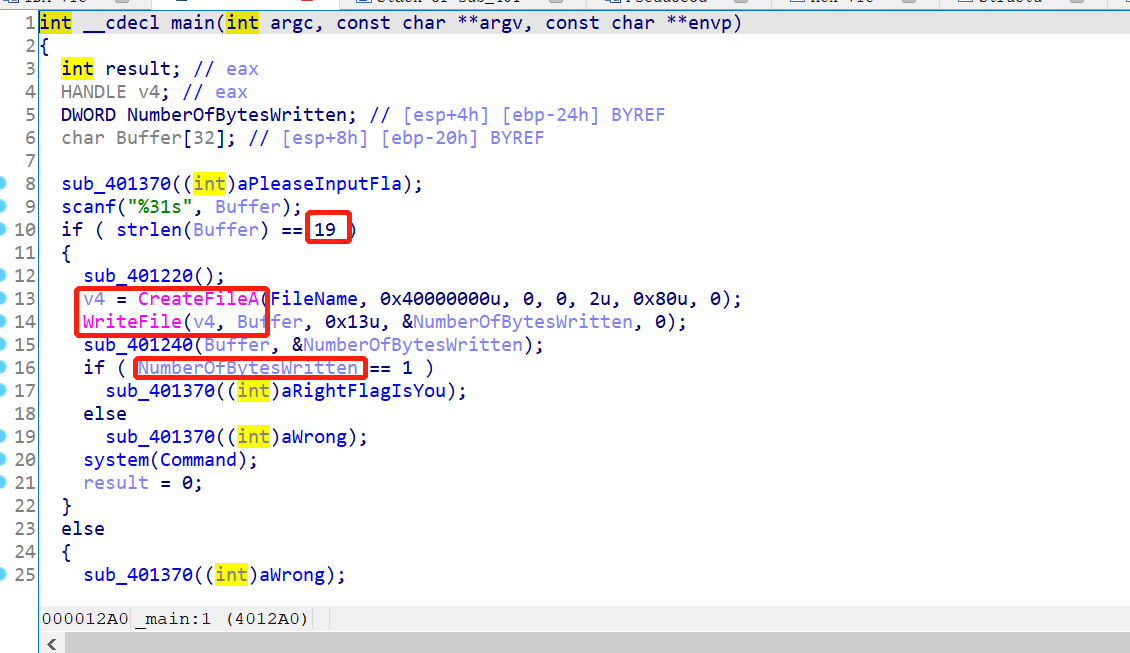 1 int __cdecl main(int argc, const char **argv, const char **envp)
2 {
3 int result; // eax
4 HANDLE v4; // eax
5 DWORD NumberOfBytesWritten; // [esp+4h] [ebp-24h] BYREF
6 char Buffer[32]; // [esp+8h] [ebp-20h] BYREF
7
8 sub_401370((int)aPleaseInputFla);
9 scanf("%31s", Buffer);
10 if ( strlen(Buffer) == 19 )
11 {
12 sub_401220();
13 v4 = CreateFileA(FileName, 0x40000000u, 0, 0, 2u, 0x80u, 0);
14 WriteFile(v4, Buffer, 0x13u, &NumberOfBytesWritten, 0);
15 sub_401240(Buffer, &NumberOfBytesWritten);
16 if ( NumberOfBytesWritten == 1 )
17 sub_401370((int)aRightFlagIsYou);
18 else
19 sub_401370((int)aWrong);
20 system(Command);
21 result = 0;
22 }
23 else
24 {
25 sub_401370((int)aWrong);
000012A0 _main:1 (4012A0)